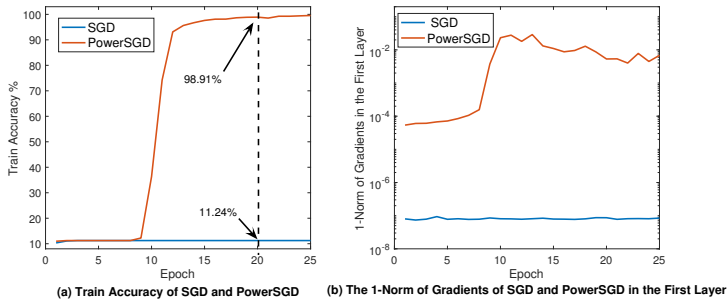 100
90
80
70
60
50
40
30
20
10
Train Accuracy %
SGD
PowerSGD
98.91%
11.24%
0 5 10 15 20 25
Epoch
(a) Train Accuracy of SGD and PowerSGD
10^-2
10^-4
10^-6
10^-8
1-Norm of Gradients in the First Layer
SGD
PowerSGD
0 5 10 15 20 25
Epoch
(b) The 1-Norm of Gradients of SGD and PowerSGD in the First Layer